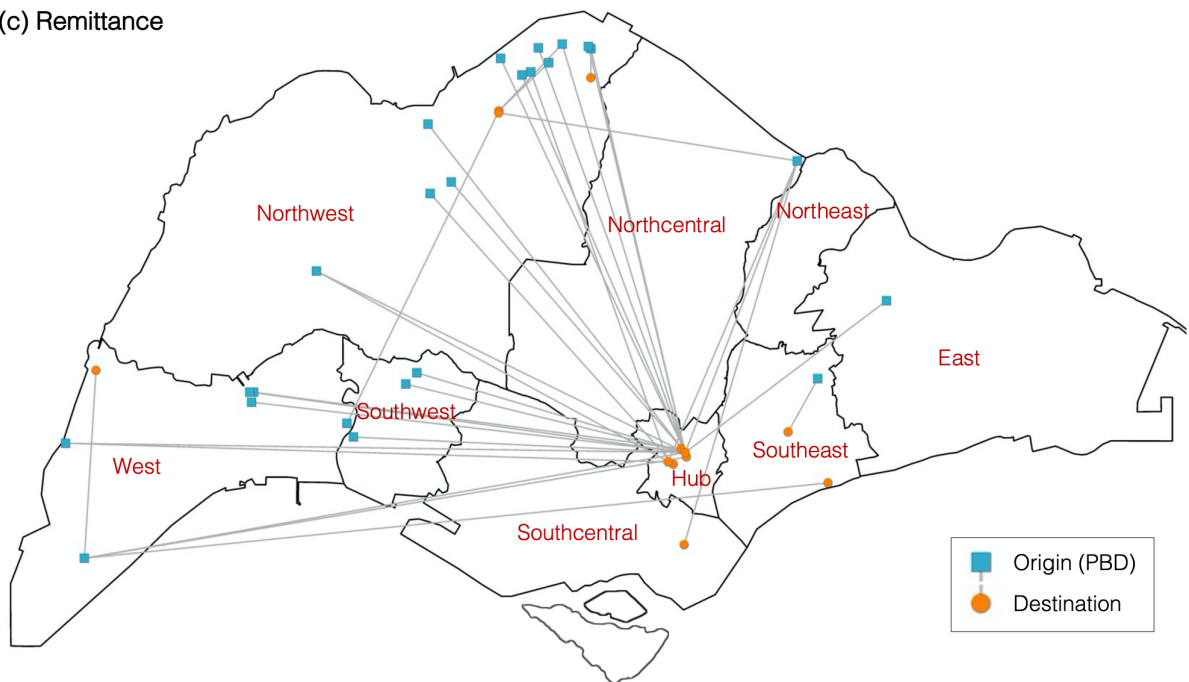 (c) Remittance
Northwest
Northcentral
Northeast
East
Southwest
West
Southeast
Hub
Southcentral
Origin (PBD)
Destination